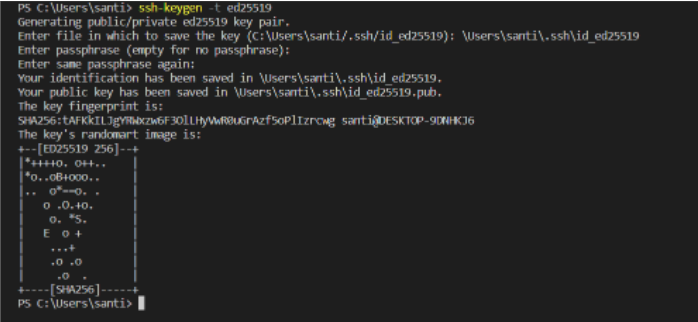 PS C:\Users\santi> ssh-keygen -t ed25519
Generating public/private ed25519 key pair.
Enter file in which to save the key (C:\Users\santi/.ssh/id_ed25519): \Users\santi\.ssh\id_ed25519
Enter passphrase (empty for no passphrase):
Enter same passphrase again:
Your identification has been saved in \Users\santi\.ssh\id_ed25519.
Your public key has been saved in \Users\santi\.ssh\id_ed25519.pub.
The key fingerprint is:
santi@DESKTOP-9DNHKJ6
The key's randomart image is:
+--[ED25519 256]--+
|*++++o. o++..    |
|*o..oB+ooo..     |
|..  o*==o. .     |
|   o .O.+o.      |
|    o. *S.       |
|   E  o +        |
|    ...+         |
|    .o .o        |
|     .o  .       |
+----[SHA256]-----+
PS C:\Users\santi>